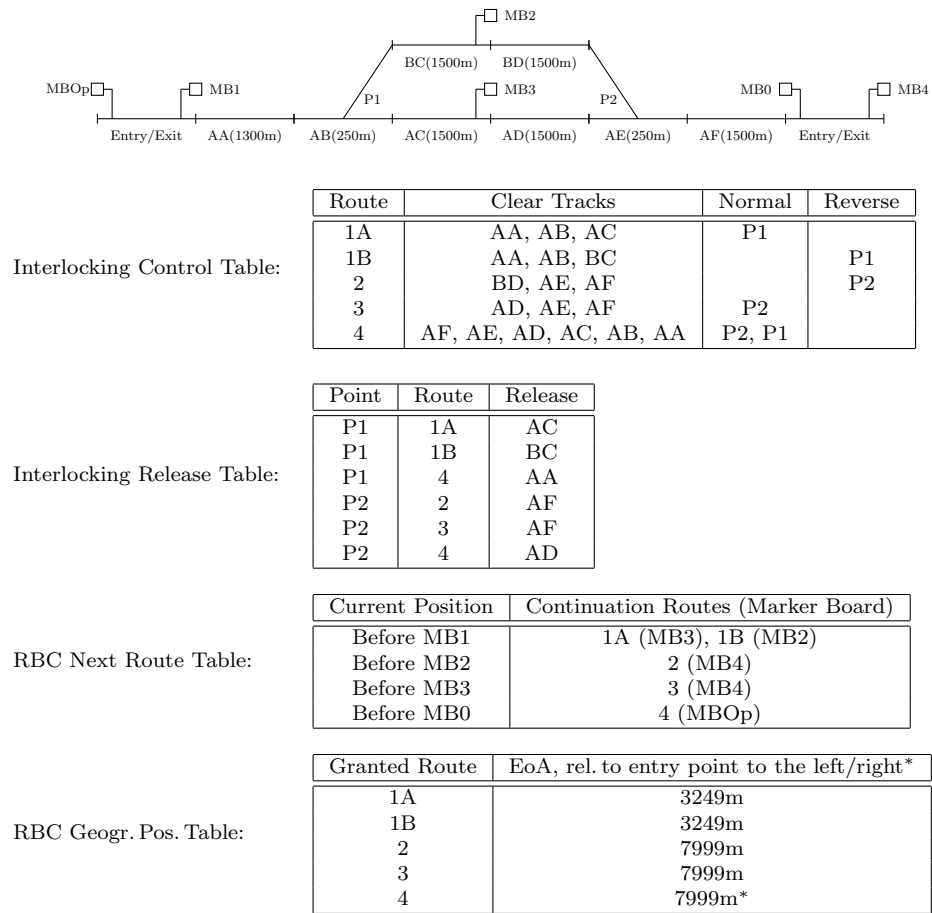 MB2
BC(1500m) BD(1500m)
MBOp MB1 P1 MB3 P2 MB0 MB4
Entry/Exit AA(1300m) AB(250m) AC(1500m) AD(1500m) AE(250m) AF(1500m) Entry/Exit
Interlocking Control Table:
Route Clear Tracks Normal Reverse
1A AA, AB, AC P1
1B AA, AB, BC P1
2 BD, AE, AF P2
3 AD, AE, AF P2
4 AF, AE, AD, AC, AB, AA P2, P1
Interlocking Release Table:
Point Route Release
P1 1A AC
P1 1B BC
P1 4 AA
P2 2 AF
P2 3 AF
P2 4 AD
RBC Next Route Table:
Current Position Continuation Routes (Marker Board)
Before MB1 1A (MB3), 1B (MB2)
Before MB2 2 (MB4)
Before MB3 3 (MB4)
Before MB0 4 (MBOp)
RBC Geogr. Pos. Table:
Granted Route EoA, rel. to entry point to the left/right*
1A 3249m
1B 3249m
2 7999m
3 7999m
4 7999m*